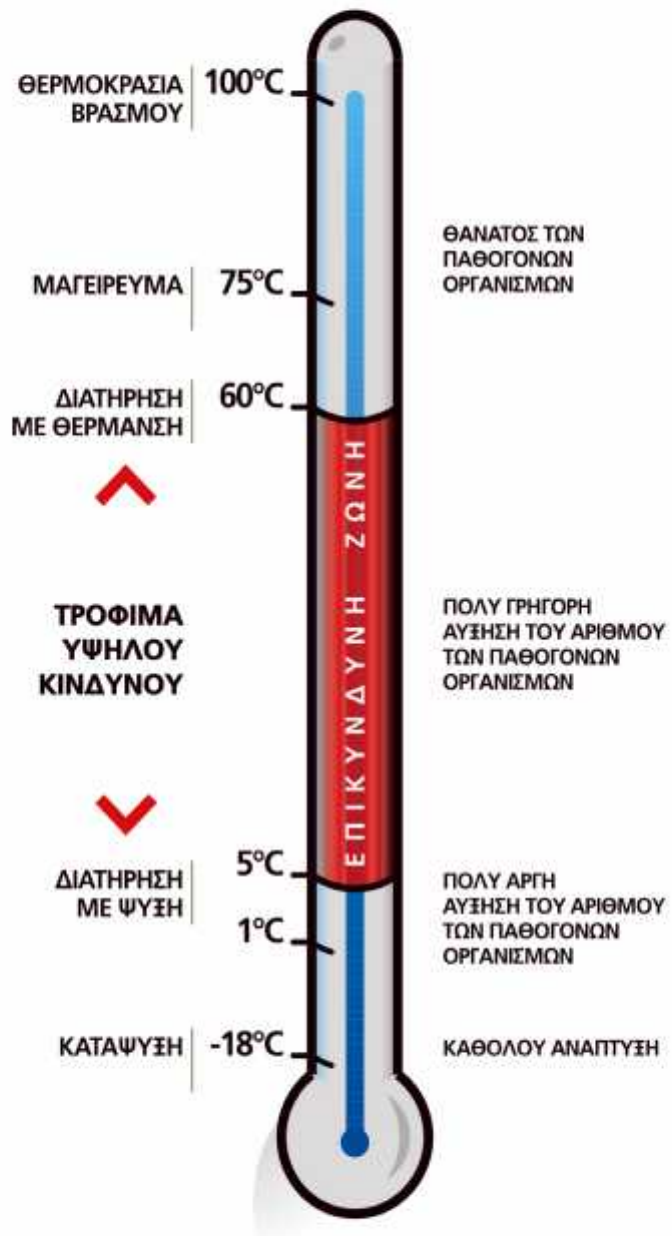 ΘΕΡΜΟΚΡΑΣΙΑ
ΒΡΑΣΜΟΥ
100°C
ΘΑΝΑΤΟΣ ΤΩΝ
ΠΑΘΟΓΟΝΩΝ
ΟΡΓΑΝΙΣΜΩΝ
ΜΑΓΕΙΡΕΥΜΑ
75°C
ΔΙΑΤΗΡΗΣΗ
ΜΕ ΘΕΡΜΑΝΣΗ
60°C
ΕΠΙΚΥΝΔΥΝΗ ΖΩΝΗ
ΤΡΟΦΙΜΑ
ΥΨΗΛΟΥ
ΚΙΝΔΥΝΟΥ
ΠΟΛΥ ΓΡΗΓΟΡΗ
ΑΥΞΗΣΗ ΤΟΥ ΑΡΙΘΜΟΥ
ΤΩΝ ΠΑΘΟΓΟΝΩΝ
ΟΡΓΑΝΙΣΜΩΝ
ΔΙΑΤΗΡΗΣΗ
ΜΕ ΨΥΞΗ
5°C
1°C
ΠΟΛΥ ΑΡΓΗ
ΑΥΞΗΣΗ ΤΟΥ ΑΡΙΘΜΟΥ
ΤΩΝ ΠΑΘΟΓΟΝΩΝ
ΟΡΓΑΝΙΣΜΩΝ
ΚΑΤΑΨΥΞΗ
-18°C
ΚΑΘΟΛΟΥ ΑΝΑΠΤΥΞΗ